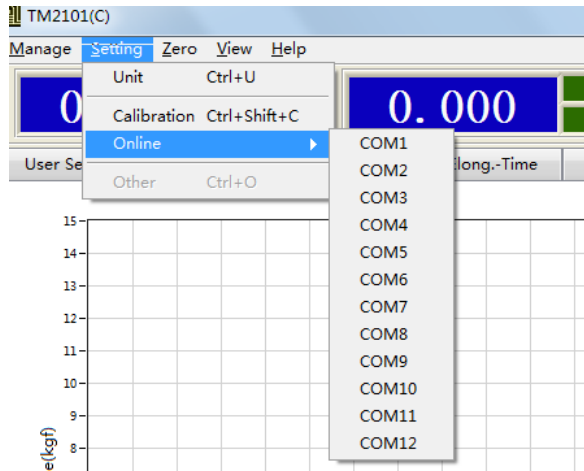 TM2101(C)
Manage Setting Zero View Help
Unit Ctrl+U
0 0.000
Calibration Ctrl+Shift+C
Online COM1
User Se
COM2
Elong.-Time
Other Ctrl+O
COM3
COM4
COM5
COM6
COM7
COM8
COM9
COM10
COM11
COM12
15
14
13
12
11
10
9
8
e(kgf)